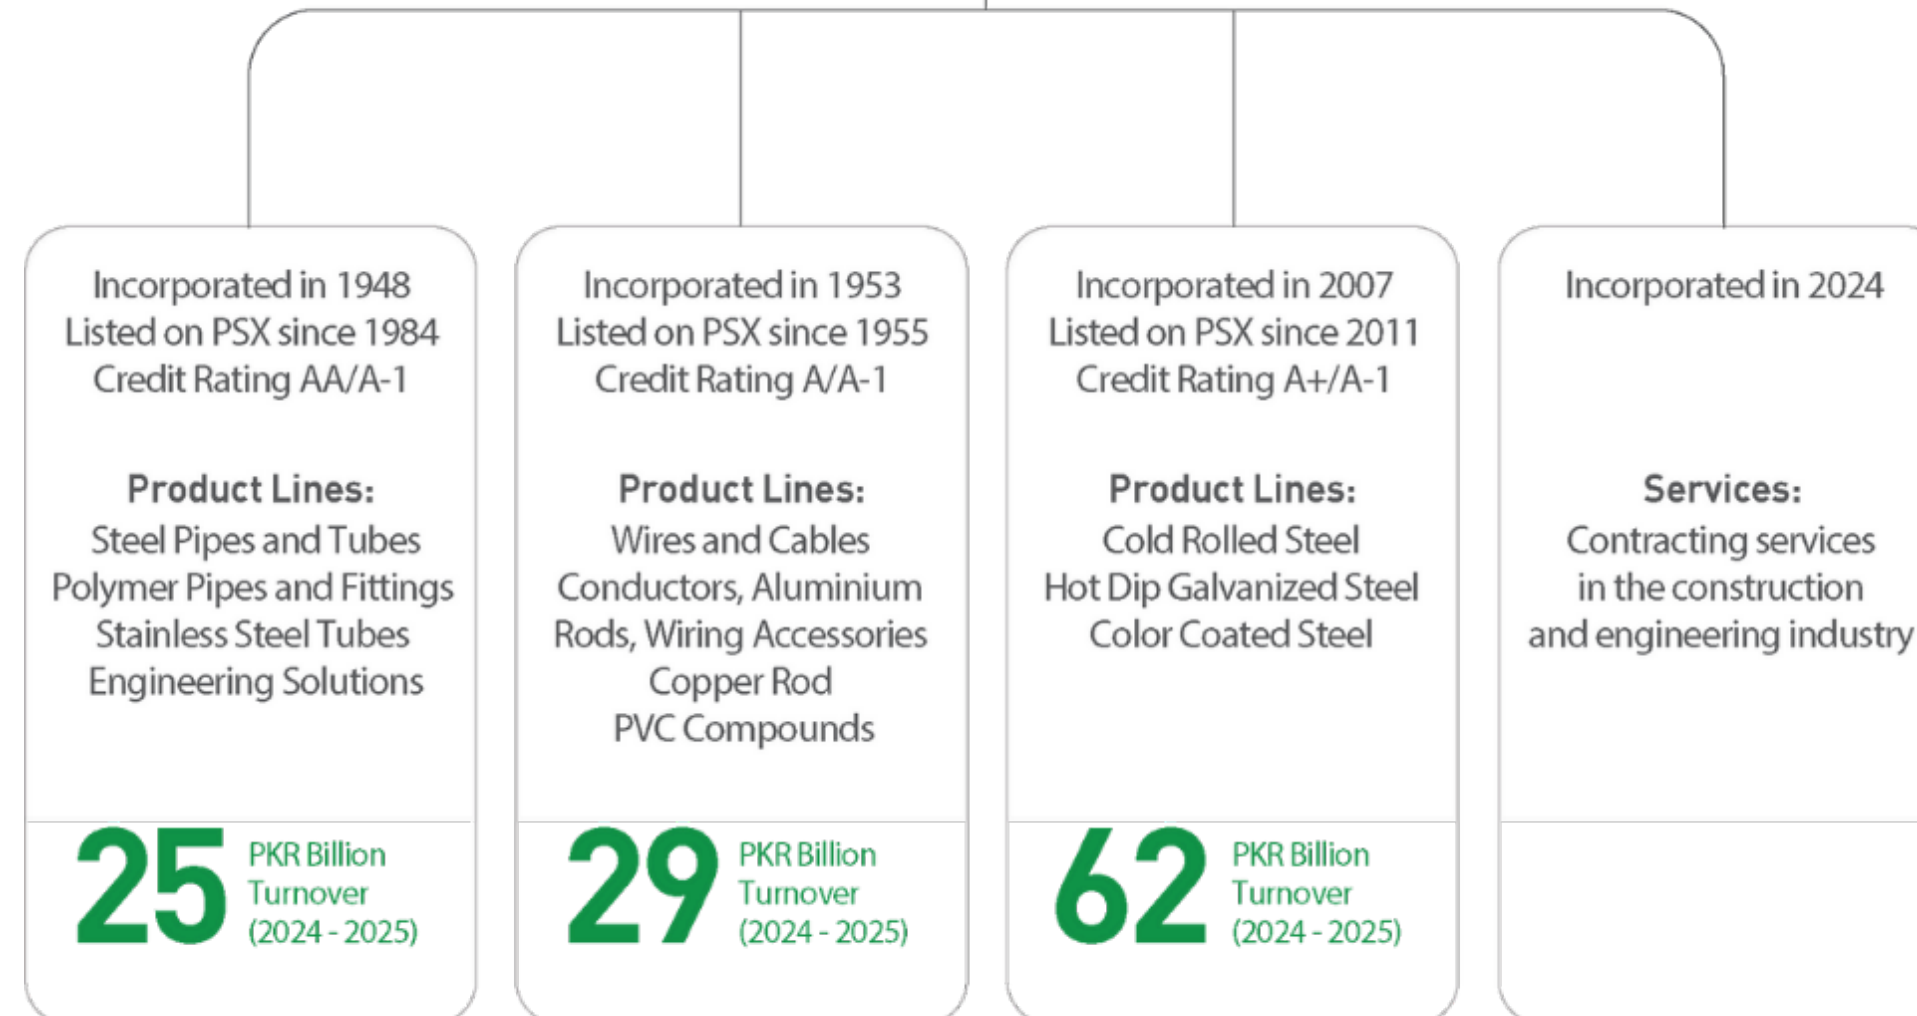 Incorporated in 1948
Listed on PSX since 1984
Credit Rating AA/A-1
Product Lines:
Steel Pipes and Tubes
Polymer Pipes and Fittings
Stainless Steel Tubes
Engineering Solutions
25
PKR Billion
Turnover
(2024 - 2025)
Incorporated in 1953
Listed on PSX since 1955
Credit Rating A/A-1
Product Lines:
Wires and Cables
Conductors, Aluminium
Rods, Wiring Accessories
Copper Rod
PVC Compounds
29
PKR Billion
Turnover
(2024 - 2025)
Incorporated in 2007
Listed on PSX since 2011
Credit Rating A+/A-1
Product Lines:
Cold Rolled Steel
Hot Dip Galvanized Steel
Color Coated Steel
62
PKR Billion
Turnover
(2024 - 2025)
Incorporated in 2024
Services:
Contracting services
in the construction
and engineering industry